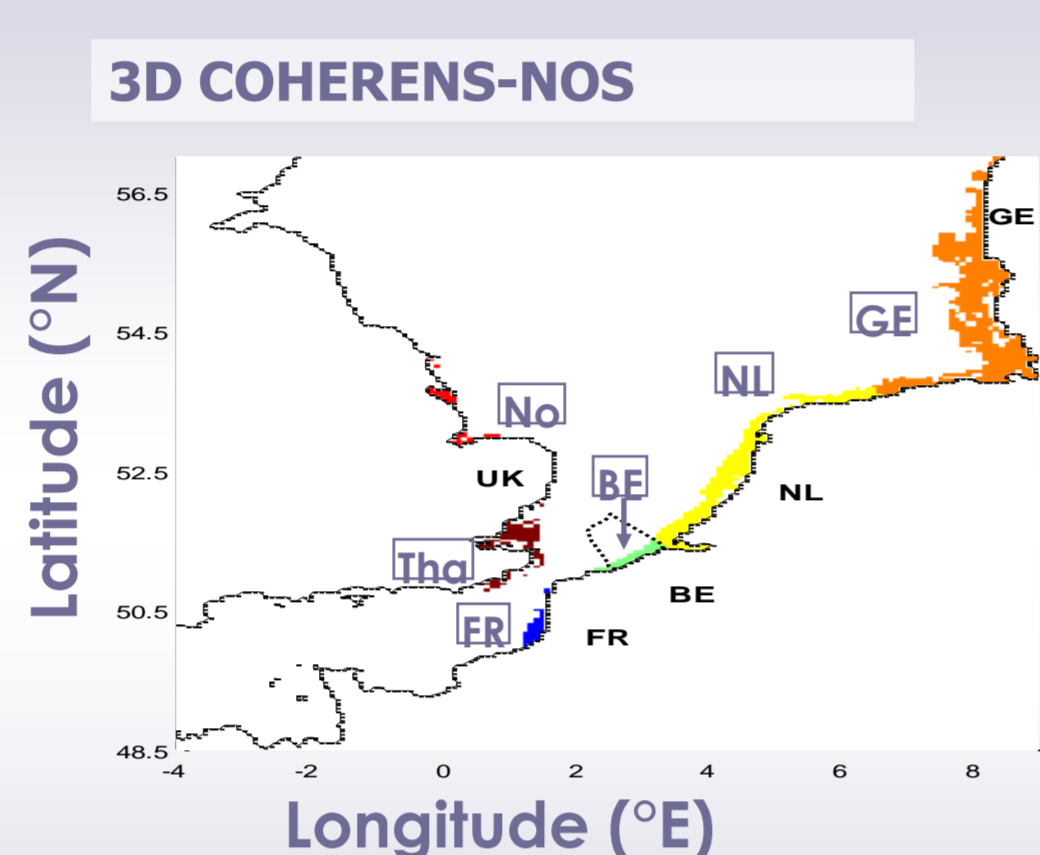 3D COHERENS-NOS
56.5
GE
GE
54.5
NL
No
52.5
UK
BE
NL
Tha
BE
50.5
FR
FR
48.5
-4 -2 0 2 4 6 8
Latitude (°N)
Longitude (°E)